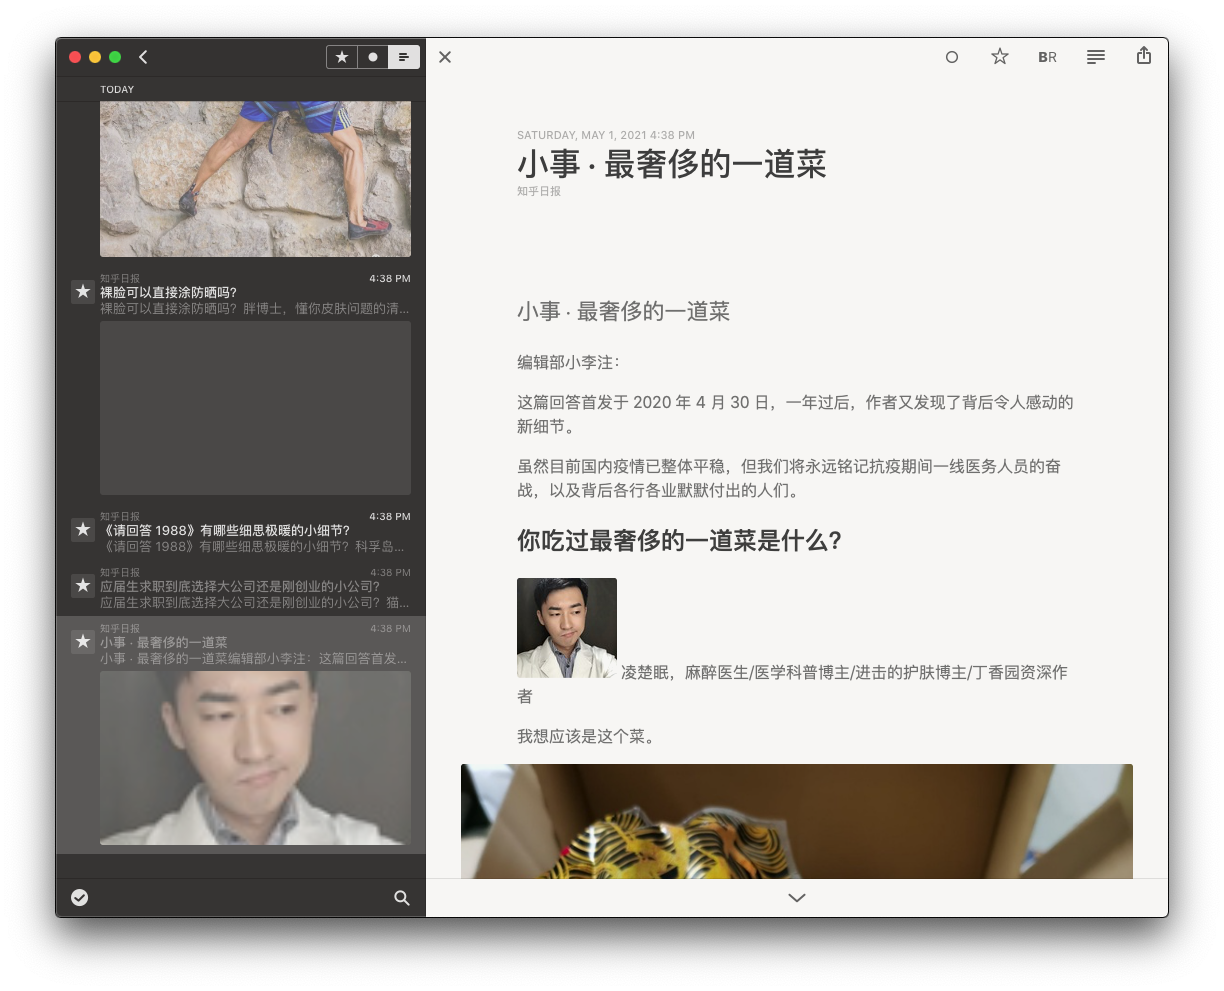 TODAY
知乎日报
4:38 PM
裸脸可以直接涂防晒吗?
裸脸可以直接涂防晒吗？胖博士，懂你皮肤问题的清...
知乎日报
4:38 PM
《请回答 1988》有哪些细思极暖的小细节?
《请回答 1988》有哪些细思极暖的小细节？科孚岛...
知乎日报
4:38 PM
应届生求职到底选择大公司还是刚创业的小公司?
应届生求职到底选择大公司还是刚创业的小公司？猫...
知乎日报
4:38 PM
小事 · 最奢侈的一道菜
小事 · 最奢侈的一道菜编辑部小李注：这篇回答首发...
BR
SATURDAY, MAY 1, 2021 4:38 PM
小事 · 最奢侈的一道菜
知乎日报
小事 · 最奢侈的一道菜
编辑部小李注：
这篇回答首发于 2020 年 4 月 30 日，一年过后，作者又发现了背后令人感动的
新细节。
虽然目前国内疫情已整体平稳，但我们将永远铭记抗疫期间一线医务人员的奋
战，以及背后各行各业默默付出的人们。
你吃过最奢侈的一道菜是什么?
凌楚眠，麻醉医生/医学科普博主/进击的护肤博主/丁香园资深作
者
我想应该是这个菜。